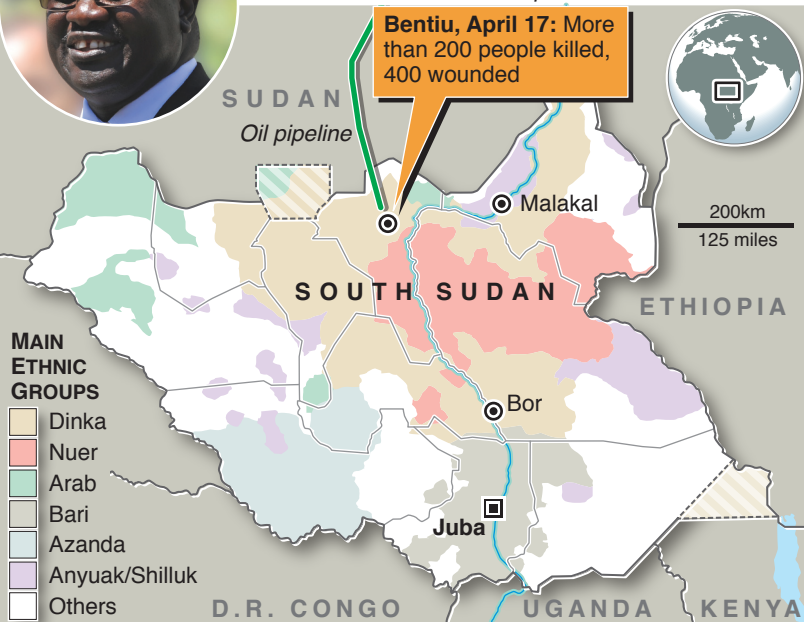 Bentiu, April 17: More
than 200 people killed,
400 wounded
SUDAN
Oil pipeline
Malakal
200km
125 miles
SOUTH SUDAN
ETHIOPIA
MAIN
ETHNIC
GROUPS
Dinka
Nuer
Arab
Bari
Azanda
Anyuak/Shilluk
Others
Bor
Juba
D.R. CONGO
UGANDA
KENYA